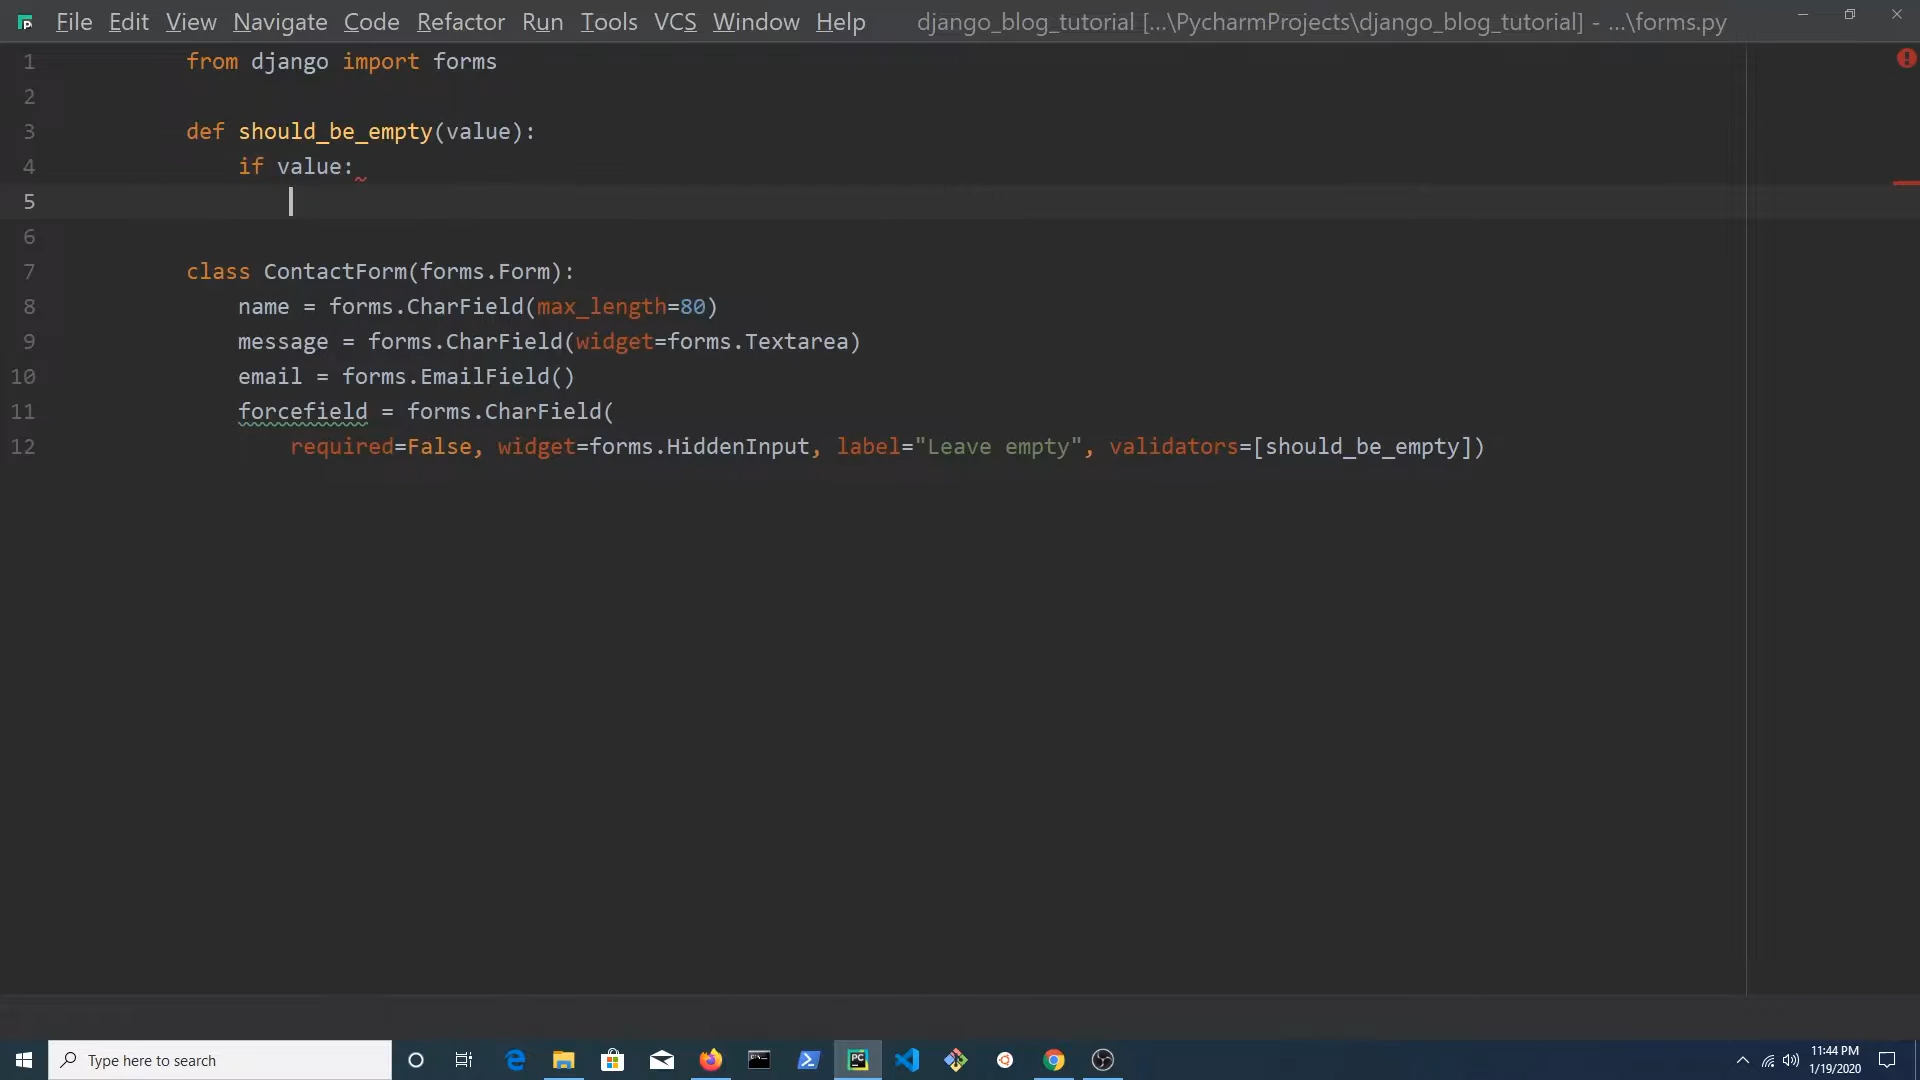 File Edit View Navigate Code Refactor Run Tools VCS Window Help django_blog_tutorial [...\PycharmProjects\django_blog_tutorial] - ...\forms.py
1 from django import forms
2
3 def should_be_empty(value):
4 if value:
5
6
7 class ContactForm(forms.Form):
8 name = forms.CharField(max_length=80)
9 message = forms.CharField(widget=forms.Textarea)
10 email = forms.EmailField()
11 forcefield = forms.CharField(
12 required=False, widget=forms.HiddenInput, label="Leave empty", validators=[should_be_empty])
Type here to search
PC
11:44 PM
1/19/2020